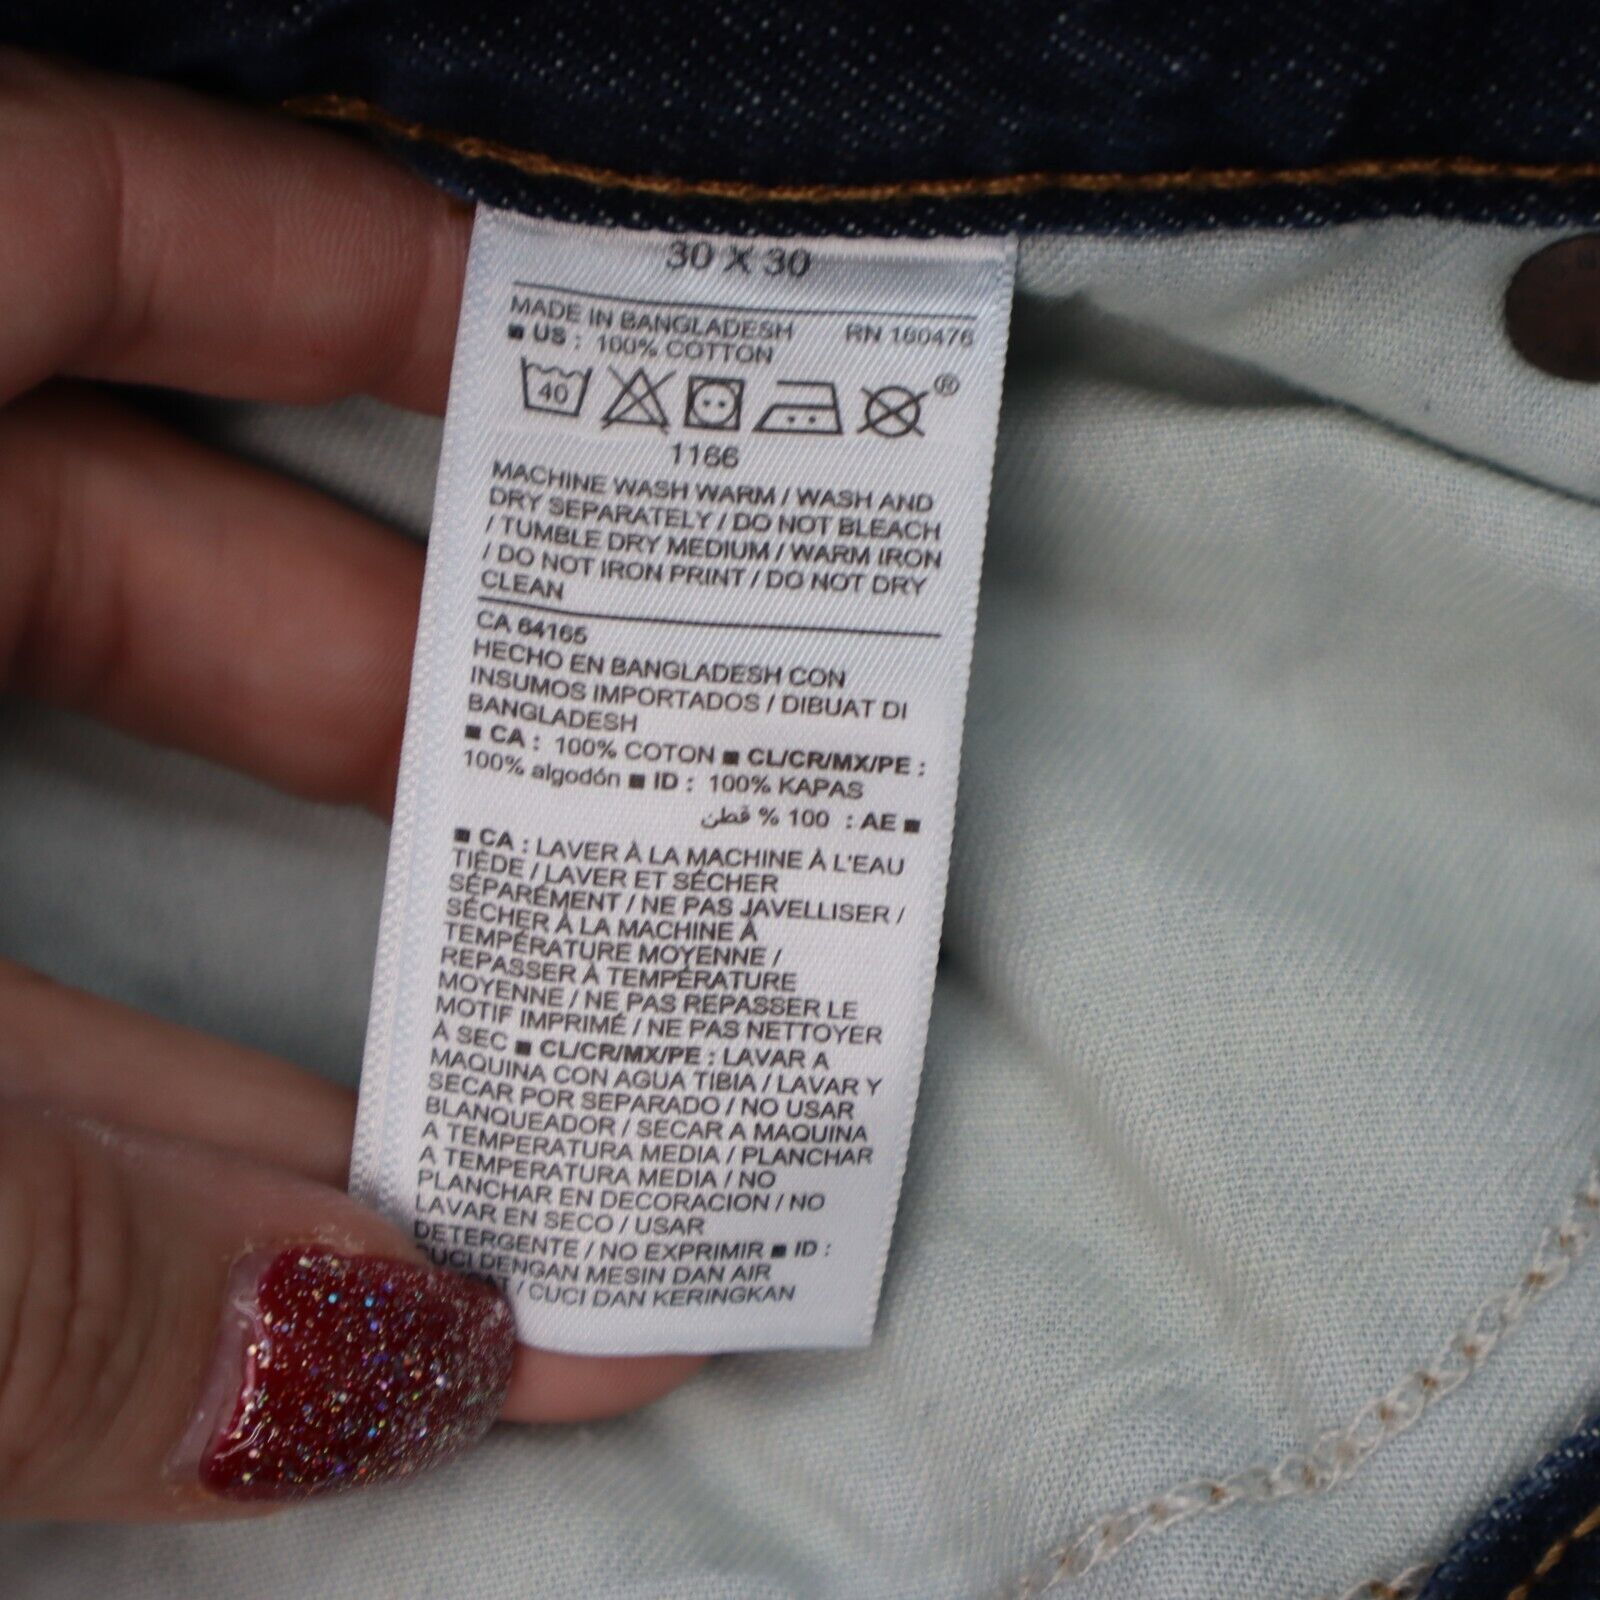 30 X 30
MADE IN BANGLADESH RN 160476
■ US : 100% COTTON
40 ®
1166
MACHINE WASH WARM / WASH AND
DRY SEPARATELY / DO NOT BLEACH
/ TUMBLE DRY MEDIUM / WARM IRON
/ DO NOT IRON PRINT / DO NOT DRY
CLEAN
CA 64165
HECHO EN BANGLADESH CON
INSUMOS IMPORTADOS / DIBUAT DI
BANGLADESH
■ CA : 100% COTON ■ CL/CR/MX/PE :
100% algodón ■ ID : 100% KAPAS
■ AE : 100 % قطن
■ CA : LAVER À LA MACHINE À L'EAU
TIÈDE / LAVER ET SÉCHER
SÉPARÉMENT / NE PAS JAVELLISER /
SÉCHER À LA MACHINE À
TEMPÉRATURE MOYENNE /
REPASSER À TEMPÉRATURE
MOYENNE / NE PAS REPASSER LE
MOTIF IMPRIMÉ / NE PAS NETTOYER
À SEC ■ CL/CR/MX/PE : LAVAR A
MAQUINA CON AGUA TIBIA / LAVAR Y
SECAR POR SEPARADO / NO USAR
BLANQUEADOR / SECAR A MAQUINA
A TEMPERATURA MEDIA / PLANCHAR
A TEMPERATURA MEDIA / NO
PLANCHAR EN DECORACION / NO
LAVAR EN SECO / USAR
DETERGENTE / NO EXPRIMIR ■ ID :
CUCI DENGAN MESIN DAN AIR
/ CUCI DAN KERINGKAN